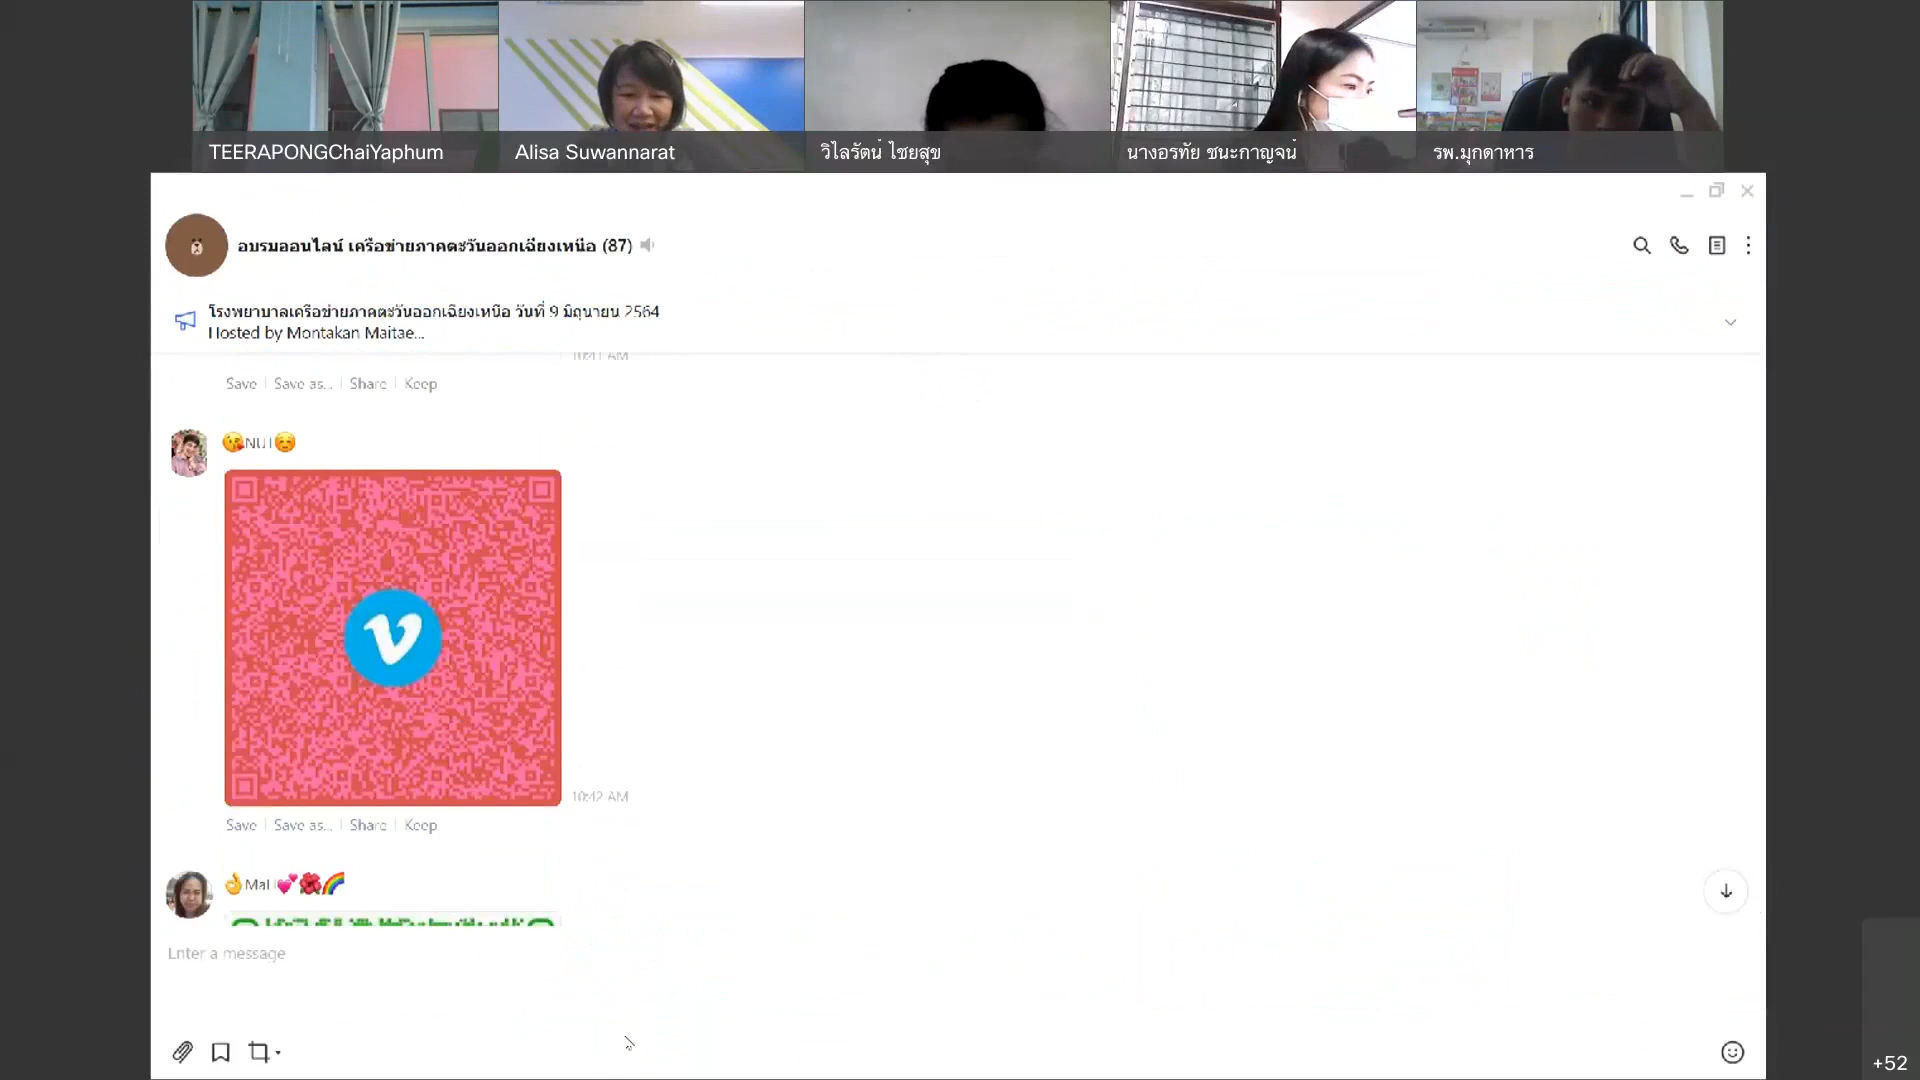 TEERAPONGChaiYaphum
Alisa Suwannarat
วิไลรัตน์ ไชยสุข
นางอรทัย ชนะกาญจน์
รพ.มุกดาหาร
อบรมออนไลน์ เครือข่ายภาคตะวันออกเฉียงเหนือ (87)
โรงพยาบาลเครือข่ายภาคตะวันออกเฉียงเหนือ วันที่ 9 มิถุนายน 2564
Hosted by Montakan Maitae...
10:41 AM
Save | Save as... | Share | Keep
😘NUI☺️
10:42 AM
Save | Save as... | Share | Keep
👌Mal💕🌺🌈
Enter a message
+52